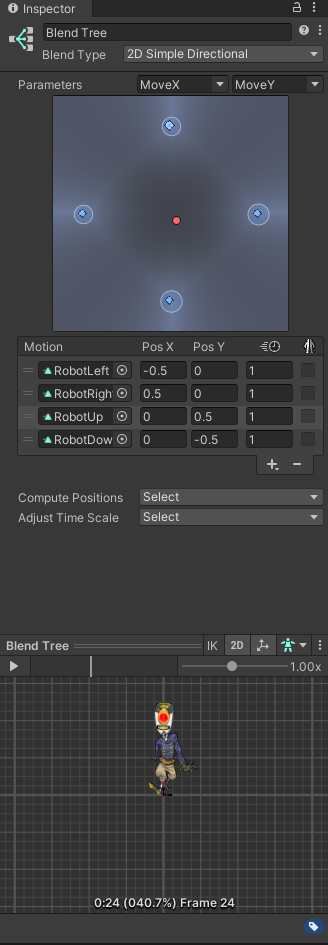 Inspector
Blend Tree
Blend Type 2D Simple Directional
Parameters MoveX MoveY
Motion Pos X Pos Y
RobotLeft -0.5 0 1
RobotRigh 0.5 0 1
RobotUp 0 0.5 1
RobotDow 0 -0.5 1
Compute Positions Select
Adjust Time Scale Select
Blend Tree IK 2D
1.00x
0:24 (040.7%) Frame 24